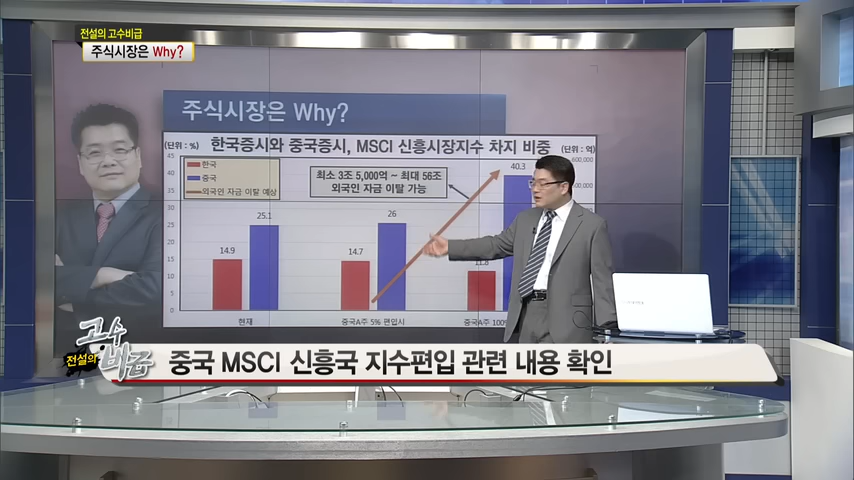 전설의 고수비급
주식시장은 Why?
주식시장은 Why?
(단위 : %)
한국증시와 중국증시, MSCI 신흥시장지수 차지 비중
(단위 : 억)
45
40
35
30
25
20
15
10
5
0
한국
중국
외국인 자금 이탈 예상
최소 3조 5,000억 ~ 최대 56조
외국인 자금 이탈 가능
40.3
600,000
14.9
25.1
14.7
26
11.8
현재
중국A주 5% 편입시
중국A주 100%
전설의
고수
비급
중국 MSCI 신흥국 지수편입 관련 내용 확인